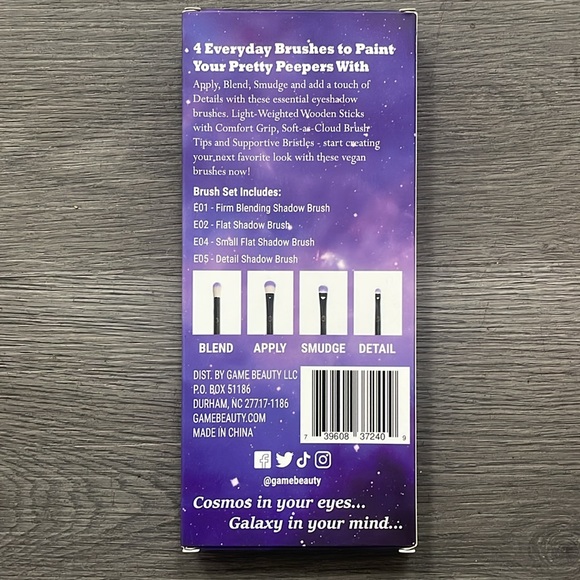 4 Everyday Brushes to Paint
Your Pretty Peepers With
Apply, Blend, Smudge and add a touch of
Details with these essential eyeshadow
brushes. Light-Weighted Wooden Sticks
with Comfort Grip, Soft-as-Cloud Brush
Tips and Supportive Bristles - start creating
your next favorite look with these vegan
brushes now!
Brush Set Includes:
E01 - Firm Blending Shadow Brush
E02 - Flat Shadow Brush
E04 - Small Flat Shadow Brush
E05 - Detail Shadow Brush
BLEND APPLY SMUDGE DETAIL
DIST. BY GAME BEAUTY LLC
P.O. BOX 51186
DURHAM, NC 27717-1186
GAMEBEAUTY.COM
MADE IN CHINA
7 39608 37240 9
@gamebeauty
Cosmos in your eyes...
Galaxy in your mind...